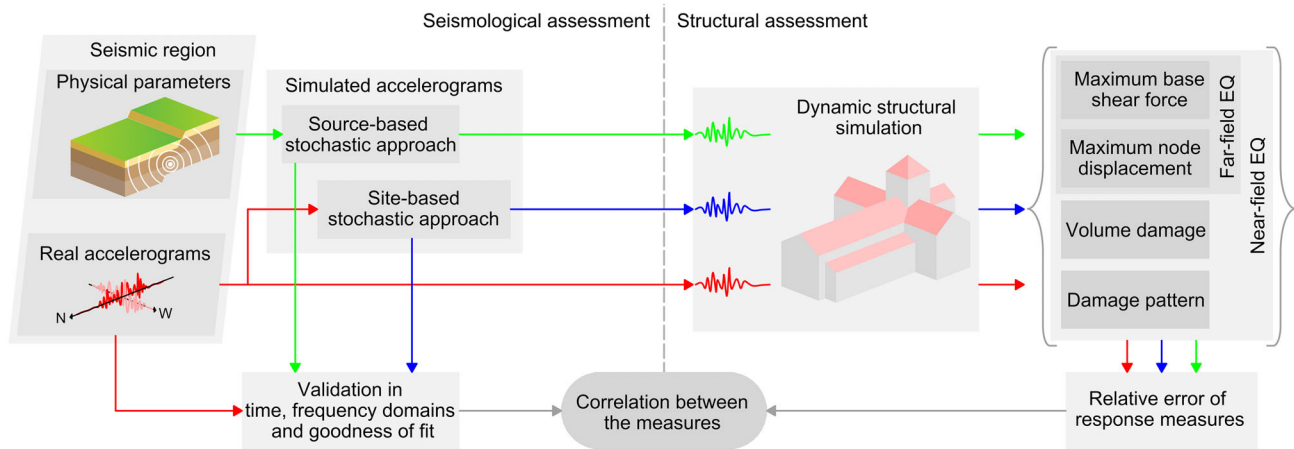 Seismological assessment
Structural assessment
Seismic region
Physical parameters
Real accelerograms
N
W
Simulated accelerograms
Source-based
stochastic approach
Site-based
stochastic approach
Validation in
time, frequency domains
and goodness of fit
Correlation between
the measures
Dynamic structural
simulation
Maximum base
shear force
Maximum node
displacement
Volume damage
Damage pattern
Far-field EQ
Near-field EQ
Relative error of
response measures